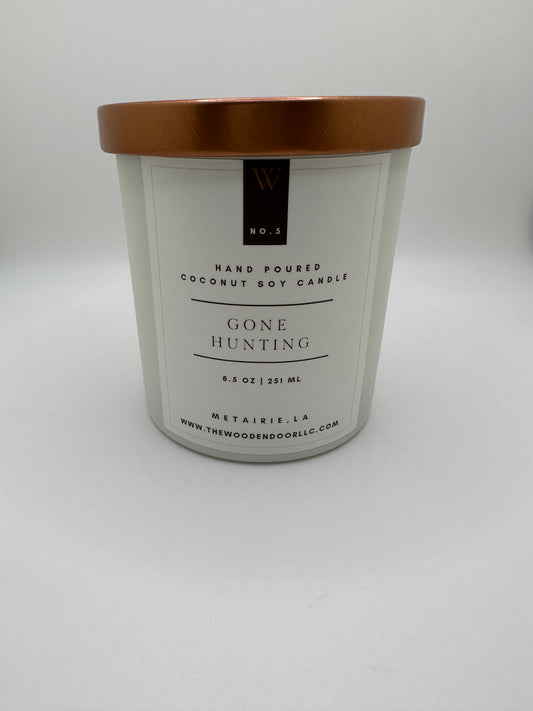 W
NO.5
HAND POURED
COCONUT SOY CANDLE
GONE
HUNTING
8.5 OZ | 251 ML
METAIRIE, LA
WWW.THEWOODENDOORLLC.COM